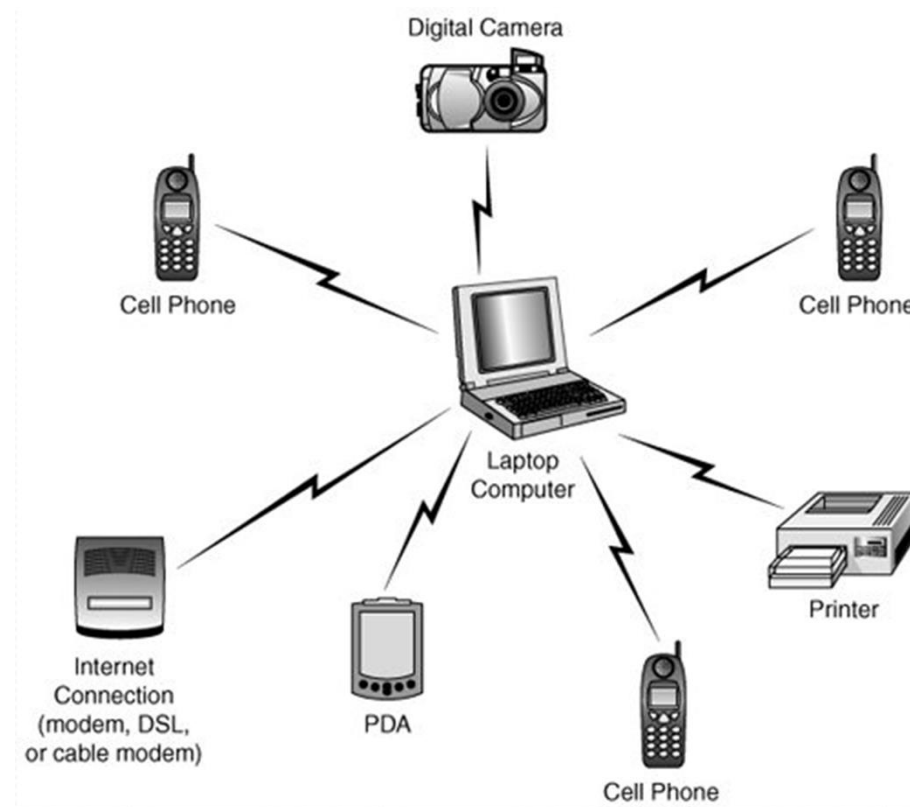 Digital Camera
Cell Phone
Cell Phone
Laptop
Computer
Printer
Internet
Connection
(modem, DSL,
or cable modem)
PDA
Cell Phone